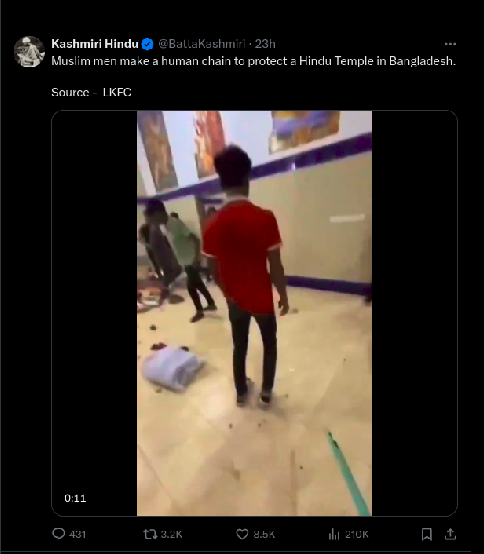 Kashmiri Hindu @BattaKashmiri · 23h
Muslim men make a human chain to protect a Hindu Temple in Bangladesh.
Source - LKFC
0:11
431 3.2K 8.5K 210K